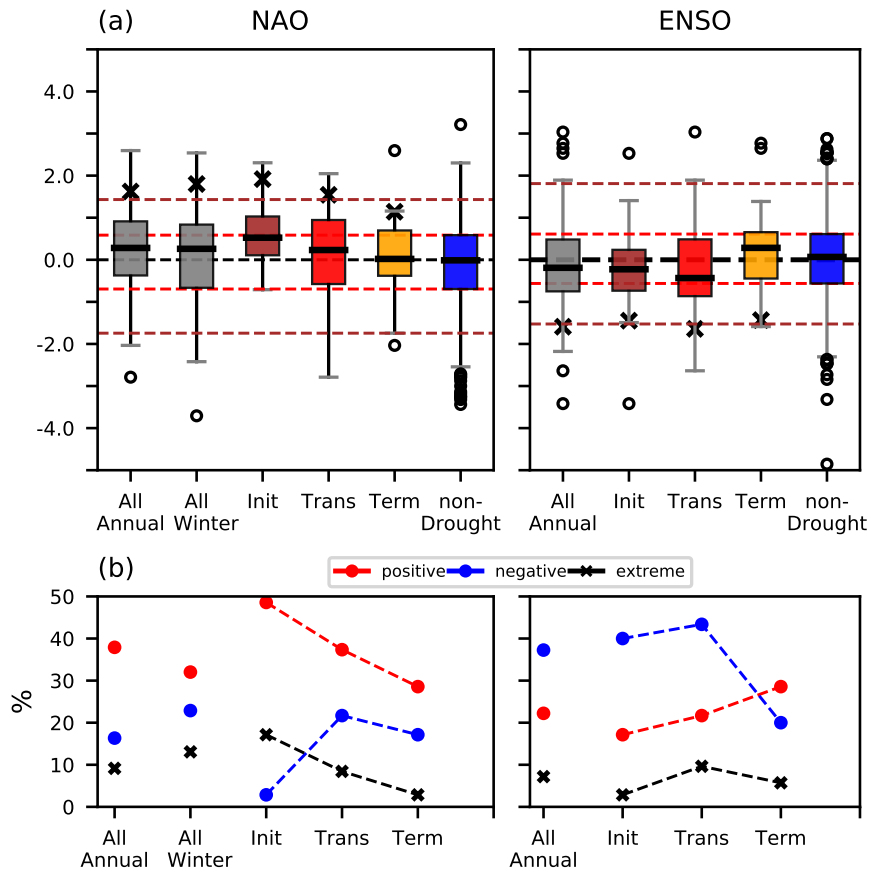 (a) NAO ENSO
4.0
2.0
0.0
-2.0
-4.0
All Annual All Winter Init Trans Term non-Drought All Annual Init Trans Term non-Drought
(b)
positive negative extreme
50
40
30
20
10
0
%
All Annual All Winter Init Trans Term All Annual Init Trans Term